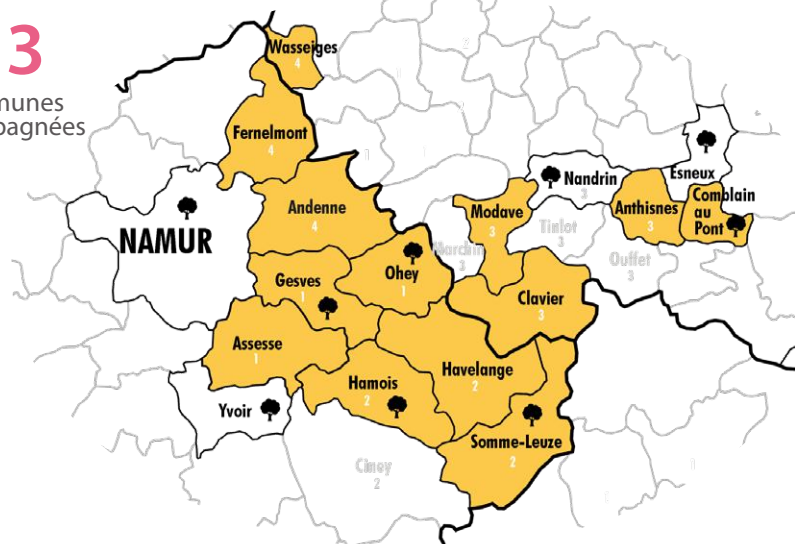 3
munes
pagnées
Wasseiges
4
Fernelmont
4
Andenne
4
NAMUR
Gesves
1
Ohey
1
Assesse
1
Yvoir
Hamois
2
Havelange
2
Somme-Leuze
2
Ciney
2
Modave
3
Marchin
3
Clavier
3
Nandrin
3
Tinlot
3
Ouffet
3
Anthisnes
3
Esneux
Comblain
au
Pont